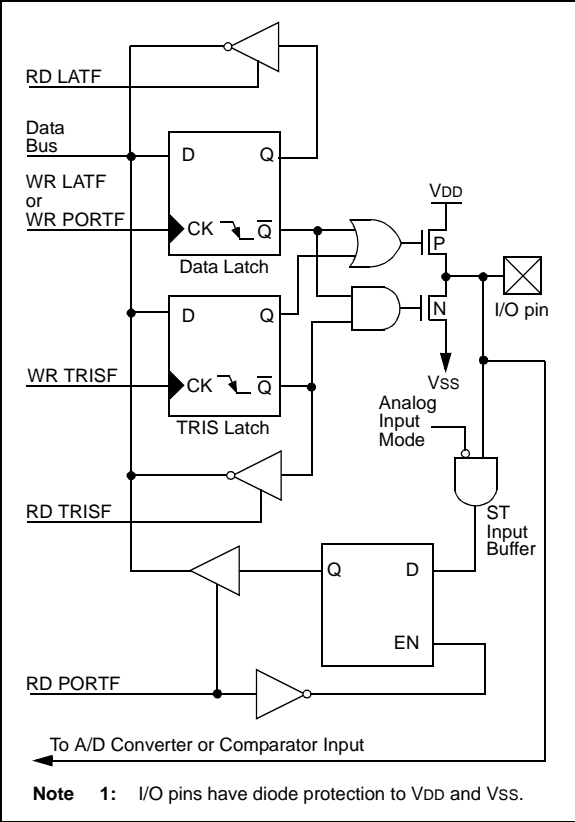 RD LATF
Data
Bus
D
Q
WR LATF
or
WR PORTF
CK
Q
Data Latch
VDD
P
N
I/O pin
VSS
D
Q
WR TRISF
CK
Q
TRIS Latch
Analog
Input
Mode
RD TRISF
ST
Input
Buffer
Q
D
EN
RD PORTF
To A/D Converter or Comparator Input
Note 1: I/O pins have diode protection to VDD and VSS.